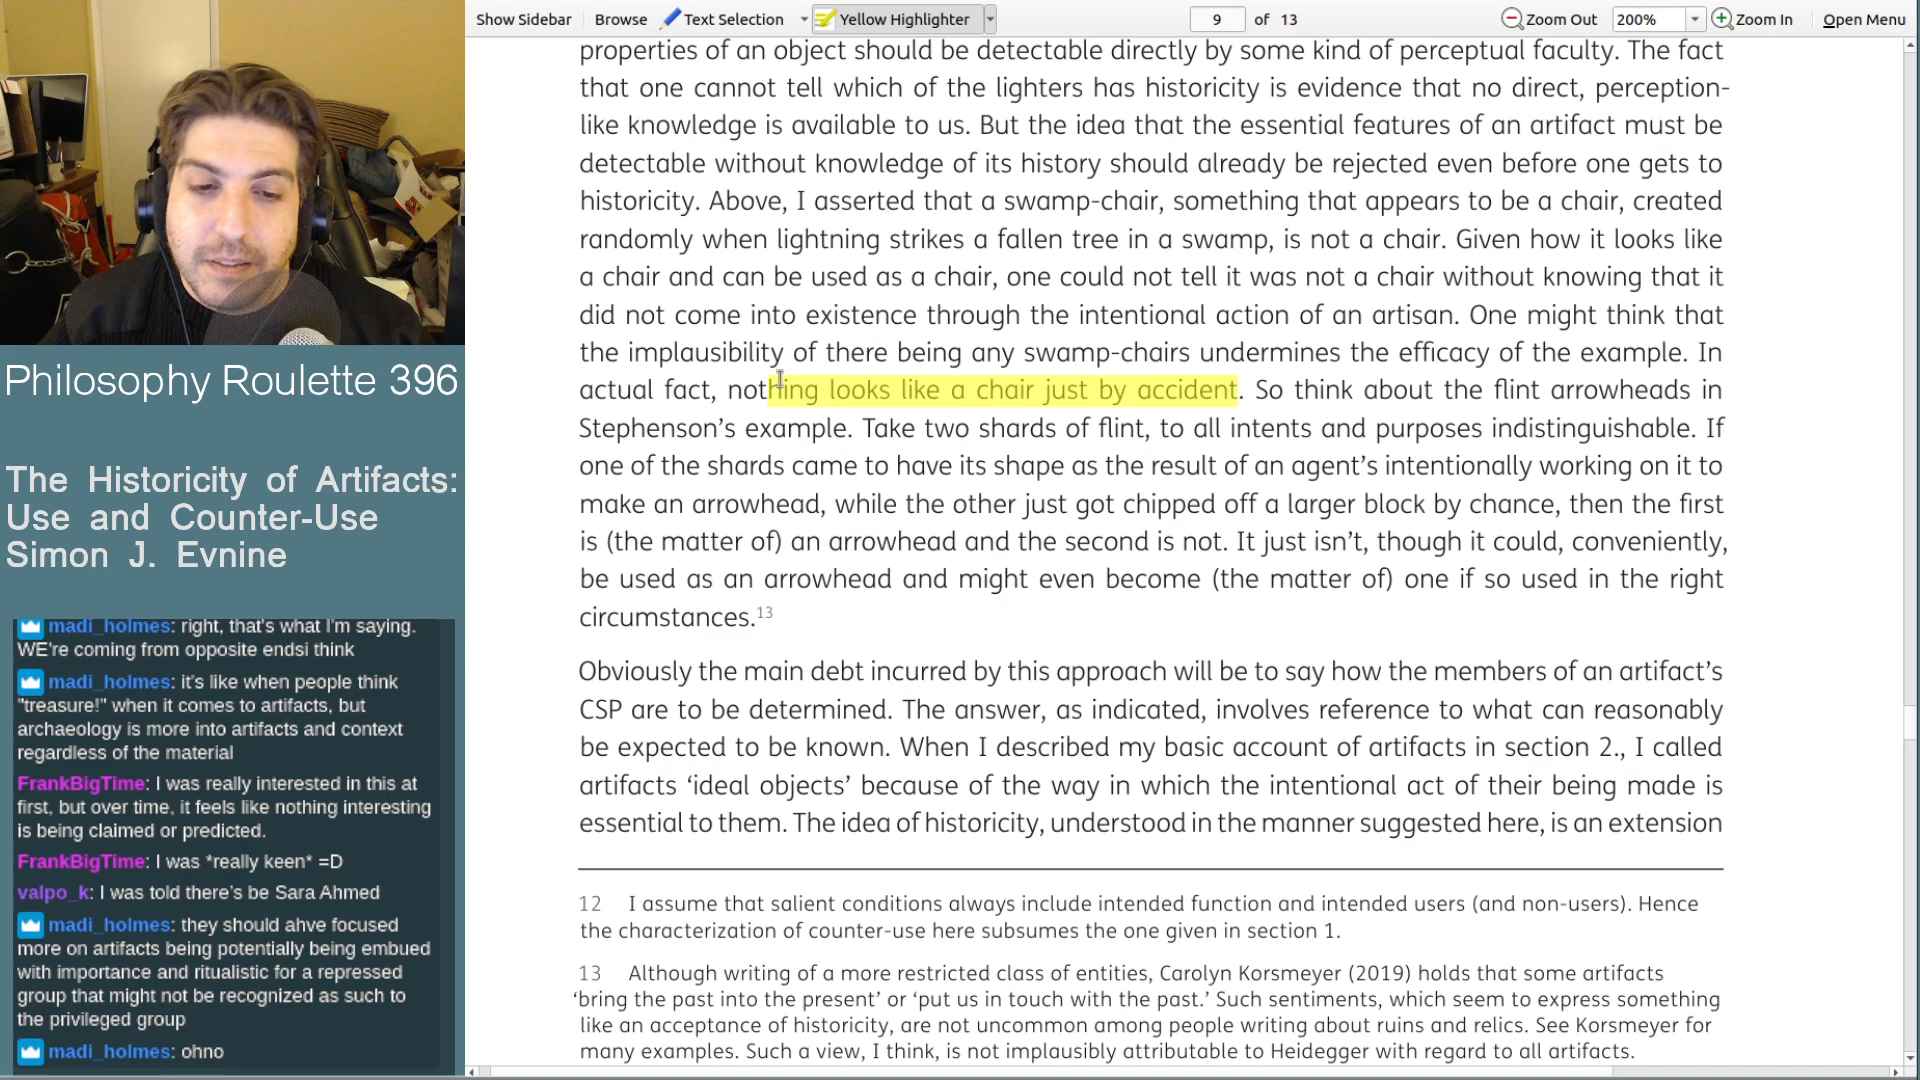 Show Sidebar Browse Text Selection Yellow Highlighter 9 of 13 Zoom Out 200% Zoom In Open Menu
properties of an object should be detectable directly by some kind of perceptual faculty. The fact
that one cannot tell which of the lighters has historicity is evidence that no direct, perception-
like knowledge is available to us. But the idea that the essential features of an artifact must be
detectable without knowledge of its history should already be rejected even before one gets to
historicity. Above, I asserted that a swamp-chair, something that appears to be a chair, created
randomly when lightning strikes a fallen tree in a swamp, is not a chair. Given how it looks like
a chair and can be used as a chair, one could not tell it was not a chair without knowing that it
did not come into existence through the intentional action of an artisan. One might think that
the implausibility of there being any swamp-chairs undermines the efficacy of the example. In
actual fact, nothing looks like a chair just by accident. So think about the flint arrowheads in
Stephenson's example. Take two shards of flint, to all intents and purposes indistinguishable. If
one of the shards came to have its shape as the result of an agent's intentionally working on it to
make an arrowhead, while the other just got chipped off a larger block by chance, then the first
is (the matter of) an arrowhead and the second is not. It just isn't, though it could, conveniently,
be used as an arrowhead and might even become (the matter of) one if so used in the right
circumstances.13
Obviously the main debt incurred by this approach will be to say how the members of an artifact's
CSP are to be determined. The answer, as indicated, involves reference to what can reasonably
be expected to be known. When I described my basic account of artifacts in section 2., I called
artifacts 'ideal objects' because of the way in which the intentional act of their being made is
essential to them. The idea of historicity, understood in the manner suggested here, is an extension
12 I assume that salient conditions always include intended function and intended users (and non-users). Hence
the characterization of counter-use here subsumes the one given in section 1.
13 Although writing of a more restricted class of entities, Carolyn Korsmeyer (2019) holds that some artifacts
'bring the past into the present' or 'put us in touch with the past.' Such sentiments, which seem to express something
like an acceptance of historicity, are not uncommon among people writing about ruins and relics. See Korsmeyer for
many examples. Such a view, I think, is not implausibly attributable to Heidegger with regard to all artifacts.
Philosophy Roulette 396
The Historicity of Artifacts:
Use and Counter-Use
Simon J. Evnine
madi_holmes: right, that's what I'm saying.
WE're coming from opposite endsi think
madi_holmes: it's like when people think
"treasure!" when it comes to artifacts, but
archaeology is more into artifacts and context
regardless of the material
FrankBigTime: I was really interested in this at
first, but over time, it feels like nothing interesting
is being claimed or predicted.
FrankBigTime: I was *really keen* =D
valpo_k: I was told there's be Sara Ahmed
madi_holmes: they should ahve focused
more on artifacts being potentially being embued
with importance and ritualistic for a repressed
group that might not be recognized as such to
the privileged group
madi_holmes: ohno